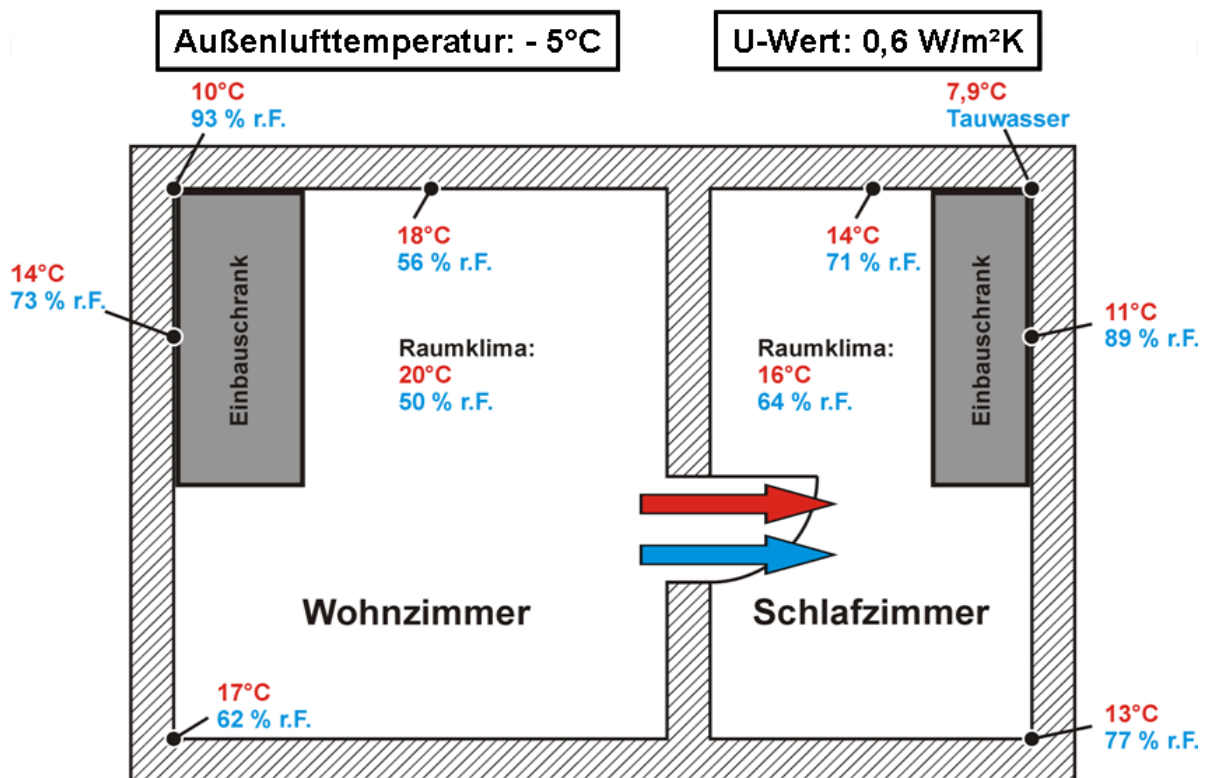 Außenlufttemperatur: - 5°C
U-Wert: 0,6 W/m²K
10°C
93 % r.F.
7,9°C
Tauwasser
18°C
56 % r.F.
14°C
71 % r.F.
14°C
73 % r.F.
Einbauschrank
Raumklima:
20°C
50 % r.F.
Raumklima:
16°C
64 % r.F.
Einbauschrank
11°C
89 % r.F.
Wohnzimmer
Schlafzimmer
17°C
62 % r.F.
13°C
77 % r.F.